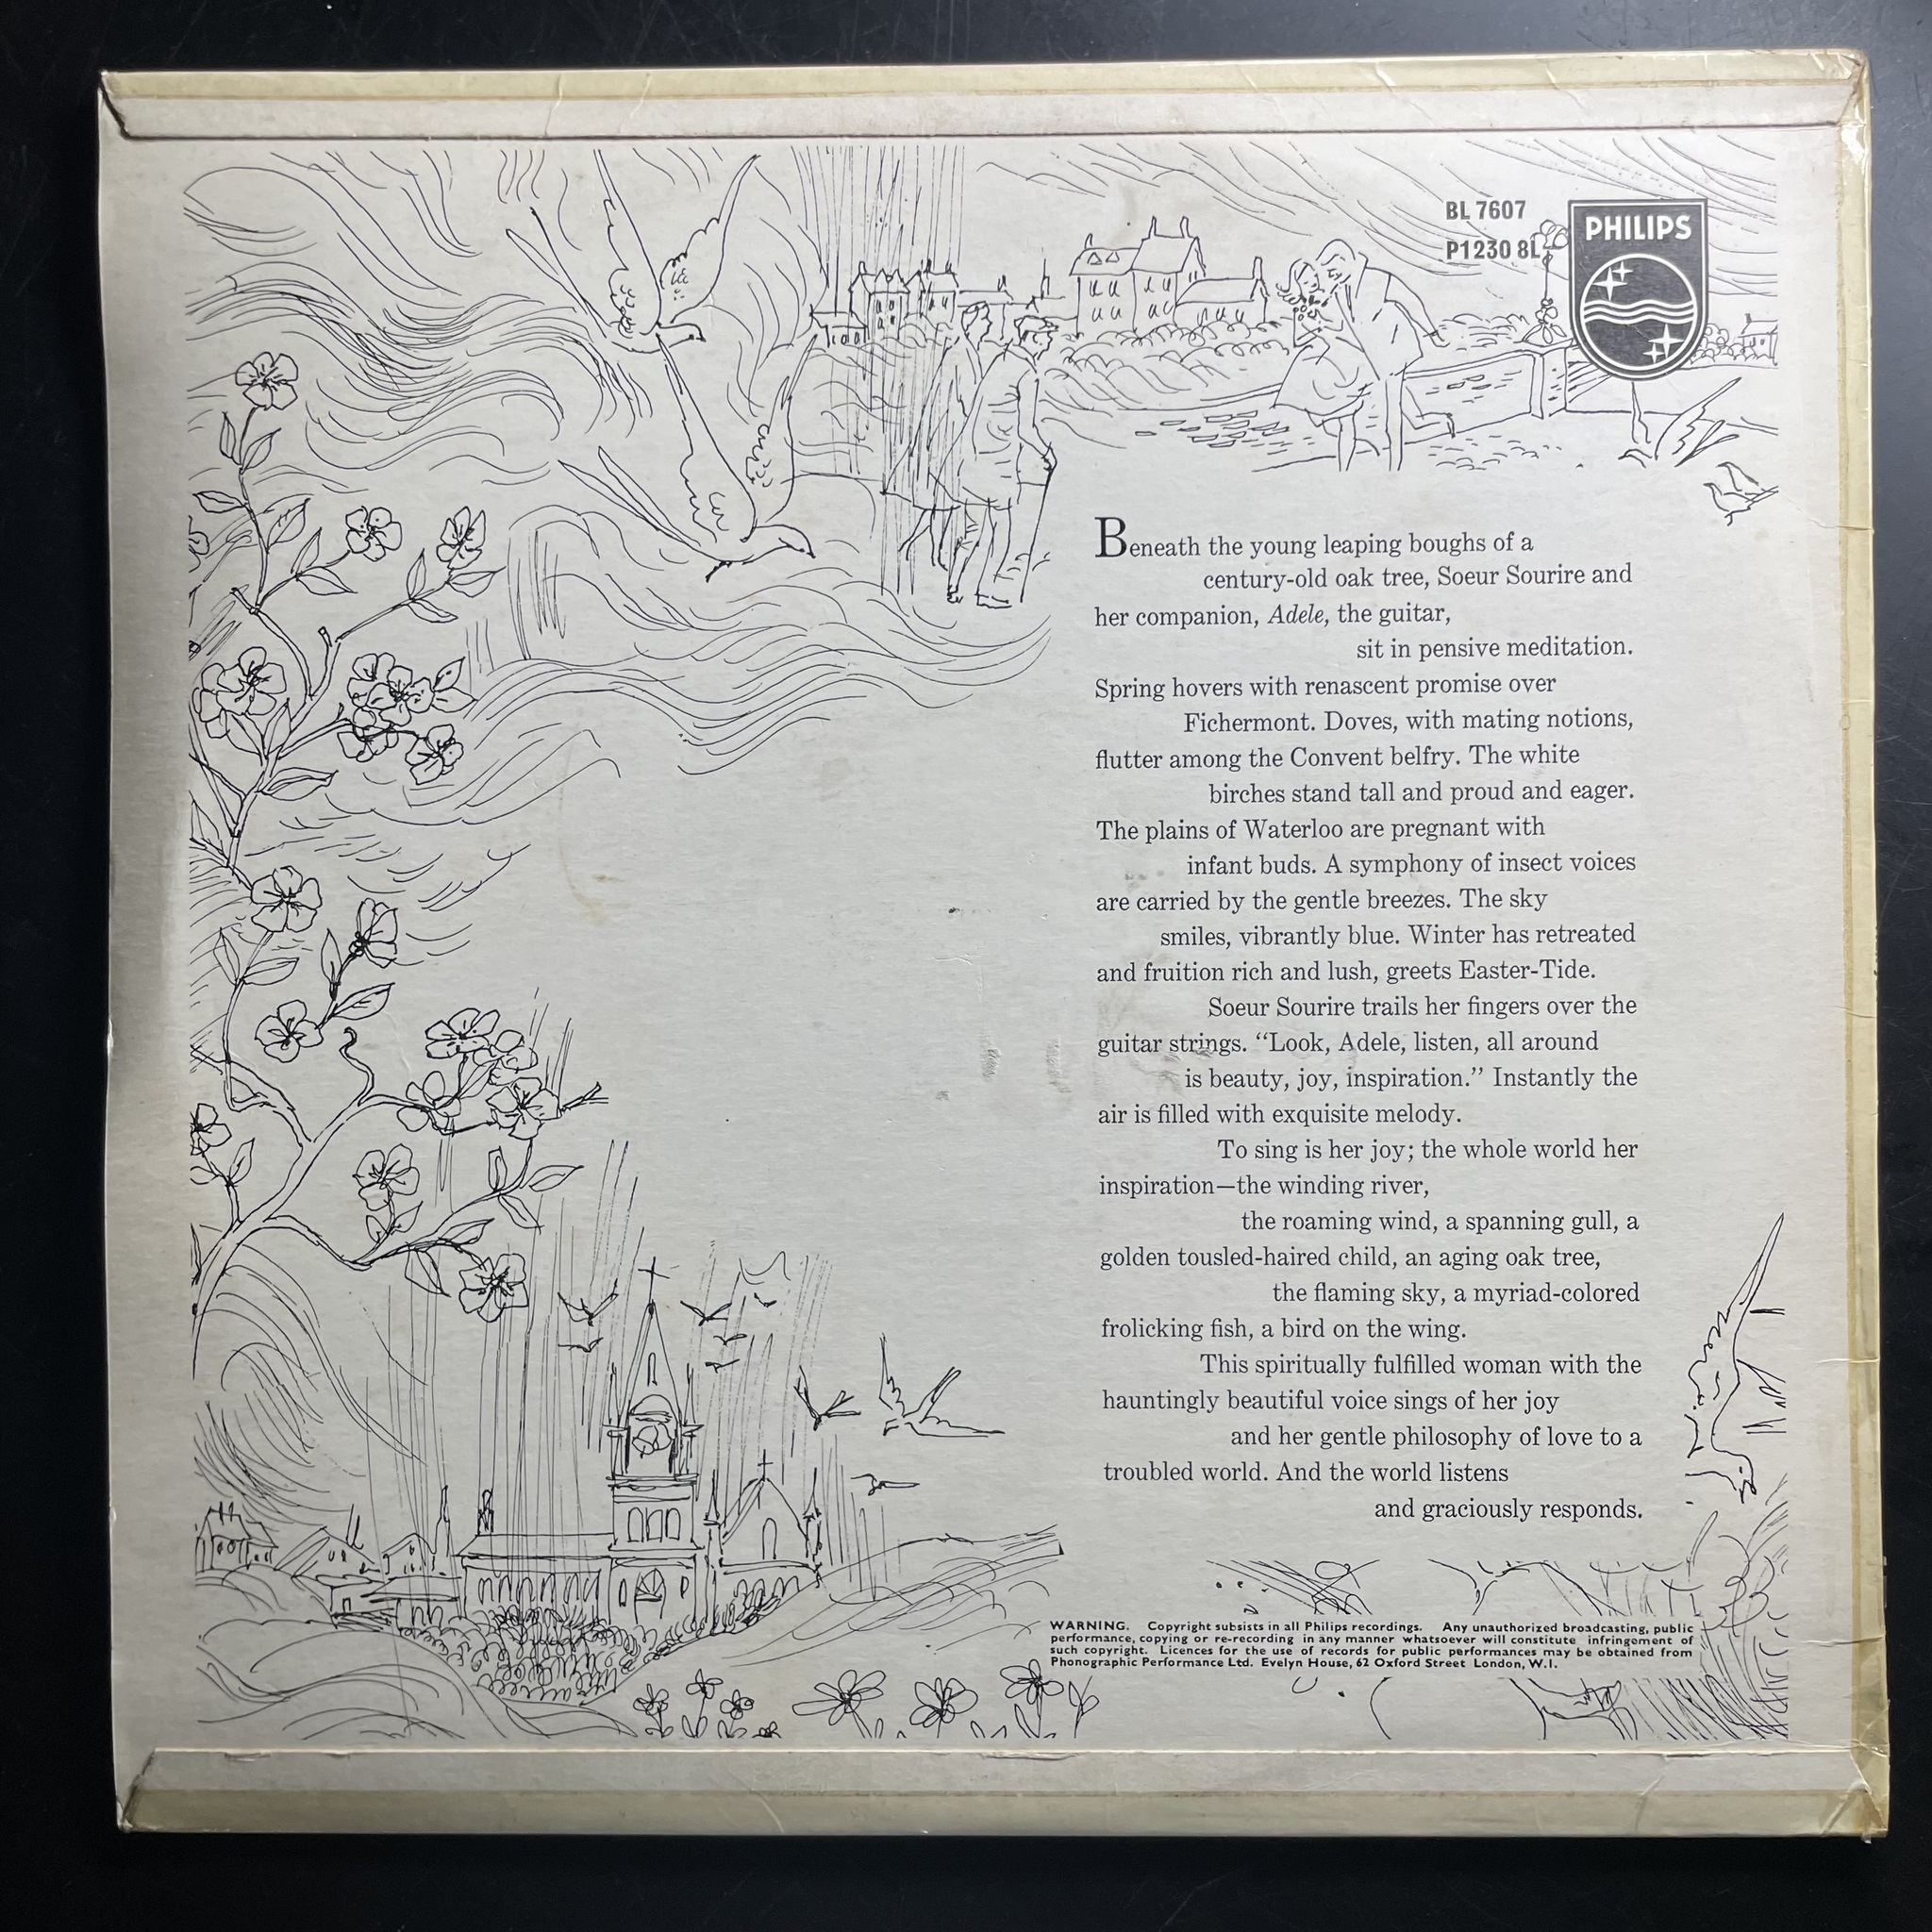 BL 7607
P1230 8L
PHILIPS
Beneath the young leaping boughs of a
century-old oak tree, Soeur Sourire and
her companion, Adele, the guitar,
sit in pensive meditation.
Spring hovers with renascent promise over
Fichermont. Doves, with mating notions,
flutter among the Convent belfry. The white
birches stand tall and proud and eager.
The plains of Waterloo are pregnant with
infant buds. A symphony of insect voices
are carried by the gentle breezes. The sky
smiles, vibrantly blue. Winter has retreated
and fruition rich and lush, greets Easter-Tide.
Soeur Sourire trails her fingers over the
guitar strings. “Look, Adele, listen, all around
is beauty, joy, inspiration.” Instantly the
air is filled with exquisite melody.
To sing is her joy; the whole world her
inspiration—the winding river,
the roaming wind, a spanning gull, a
golden tousled-haired child, an aging oak tree,
the flaming sky, a myriad-colored
frolicking fish, a bird on the wing.
This spiritually fulfilled woman with the
hauntingly beautiful voice sings of her joy
and her gentle philosophy of love to a
troubled world. And the world listens
and graciously responds.
WARNING. Copyright subsists in all Philips recordings. Any unauthorized broadcasting, public
performance, copying or re-recording in any manner whatsoever will constitute infringement of
such copyright. Licences for the use of records for public performances may be obtained from
Phonographic Performance Ltd. Evelyn House, 62 Oxford Street London, W.1.